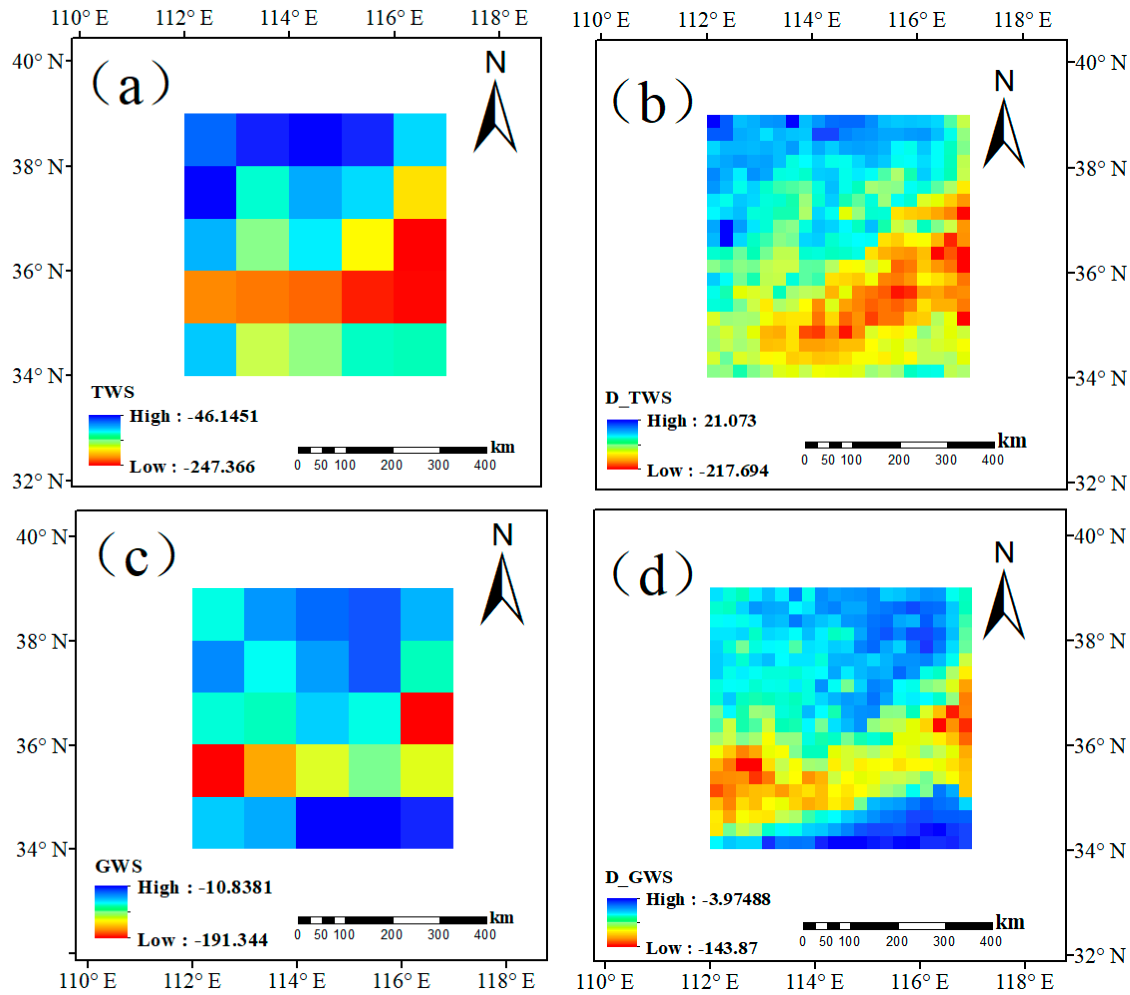 110° E 112° E 114° E 116° E 118° E
110° E 112° E 114° E 116° E 118° E
40° N
38° N
36° N
34° N
32° N
(a)
N
TWS
High : -46.1451
Low : -247.366
km
0 50 100 200 300 400
(b)
N
D_TWS
High : 21.073
Low : -217.694
km
0 50 100 200 300 400
40° N
38° N
36° N
34° N
32° N
40° N
38° N
36° N
34° N
(c)
N
GWS
High : -10.8381
Low : -191.344
km
0 50 100 200 300 400
(d)
N
D_GWS
High : -3.97488
Low : -143.87
km
0 50 100 200 300 400
40° N
38° N
36° N
34° N
32° N
110° E 112° E 114° E 116° E 118° E
110° E 112° E 114° E 116° E 118° E